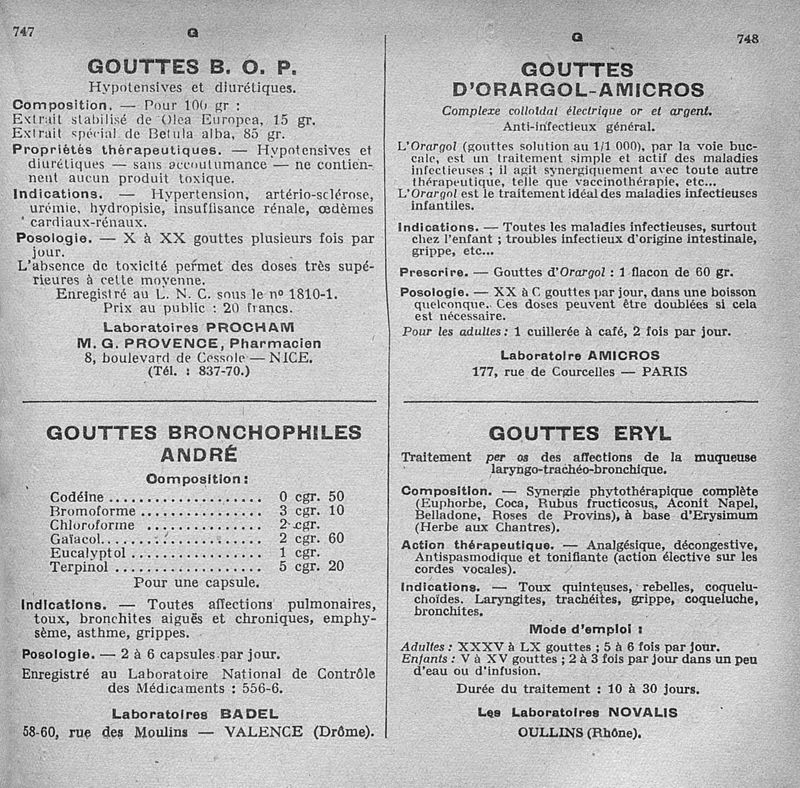 747
G
GOUTTES B. O. P.
Hypotensives et diurétiques.
Composition. — Pour 100 gr :
Extrait stabilisé de Olea Europea, 15 gr.
Extrait spécial de Betula alba, 85 gr.
Propriétés thérapeutiques. — Hypotensives et
diurétiques — sans accoutumance — ne contien-
nent aucun produit toxique.
Indications. — Hypertension, artério-sclérose,
urémie, hydropisie, insuffisance rénale, œdèmes
cardiaux-rénaux.
Posologie. — X à XX gouttes plusieurs fois par
jour.
L'absence de toxicité permet des doses très supé-
rieures à cette moyenne.
Enregistré au L. N. C. sous le nº 1810-1.
Prix au public : 20 francs.
Laboratoires PROCHAM
M. G. PROVENCE, Pharmacien
8, boulevard de Cessole — NICE.
(Tél. : 837-70.)
GOUTTES BRONCHOPHILES
ANDRÉ
Composition :
Codéine .................... 0 cgr. 50
Bromoforme ................ 3 cgr. 10
Chloroforme ............... 2 cgr.
Gaïacol..................... 2 cgr. 60
Eucalyptol ................. 1 cgr.
Terpinol ................... 5 cgr. 20
Pour une capsule.
Indications. — Toutes affections pulmonaires,
toux, bronchites aiguës et chroniques, emphy-
sème, asthme, grippes.
Posologie. — 2 à 6 capsules par jour.
Enregistré au Laboratoire National de Contrôle
des Médicaments : 556-6.
Laboratoires BADEL
58-60, rue des Moulins — VALENCE (Drôme).
G
748
GOUTTES
D'ORARGOL-AMICROS
Complexe colloïdal électrique or et argent.
Anti-infectieux général.
L'Orargol (gouttes solution au 1/1 000), par la voie buc-
cale, est un traitement simple et actif des maladies
infectieuses ; il agit synergiquement avec toute autre
thérapeutique, telle que vaccinothérapie, etc...
L'Orargol est le traitement idéal des maladies infectieuses
infantiles.
Indications. — Toutes les maladies infectieuses, surtout
chez l'enfant ; troubles infectieux d'origine intestinale,
grippe, etc...
Prescrire. — Gouttes d'Orargol : 1 flacon de 60 gr.
Posologie. — XX à C gouttes par jour, dans une boisson
quelconque. Ces doses peuvent être doublées si cela
est nécessaire.
Pour les adultes : 1 cuillerée à café, 2 fois par jour.
Laboratoire AMICROS
177, rue de Courcelles — PARIS
GOUTTES ERYL
Traitement per os des affections de la muqueuse
laryngo-trachéo-bronchique.
Composition. — Synergie phytothérapique complète
(Euphorbe, Coca, Rubus fructicosus, Aconit Napel,
Belladone, Roses de Provins), à base d'Erysimum
(Herbe aux Chantres).
Action thérapeutique. — Analgésique, décongestive,
Antispasmodique et tonifiante (action élective sur les
cordes vocales).
Indications. — Toux quinteuses, rebelles, coquelu-
choïdes. Laryngites, trachéites, grippe, coqueluche,
bronchites.
Mode d'emploi :
Adultes : XXXV à LX gouttes ; 5 à 6 fois par jour.
Enfants : V à XV gouttes ; 2 à 3 fois par jour dans un peu
d'eau ou d'infusion.
Durée du traitement : 10 à 30 jours.
Les Laboratoires NOVALIS
OULLINS (Rhône).